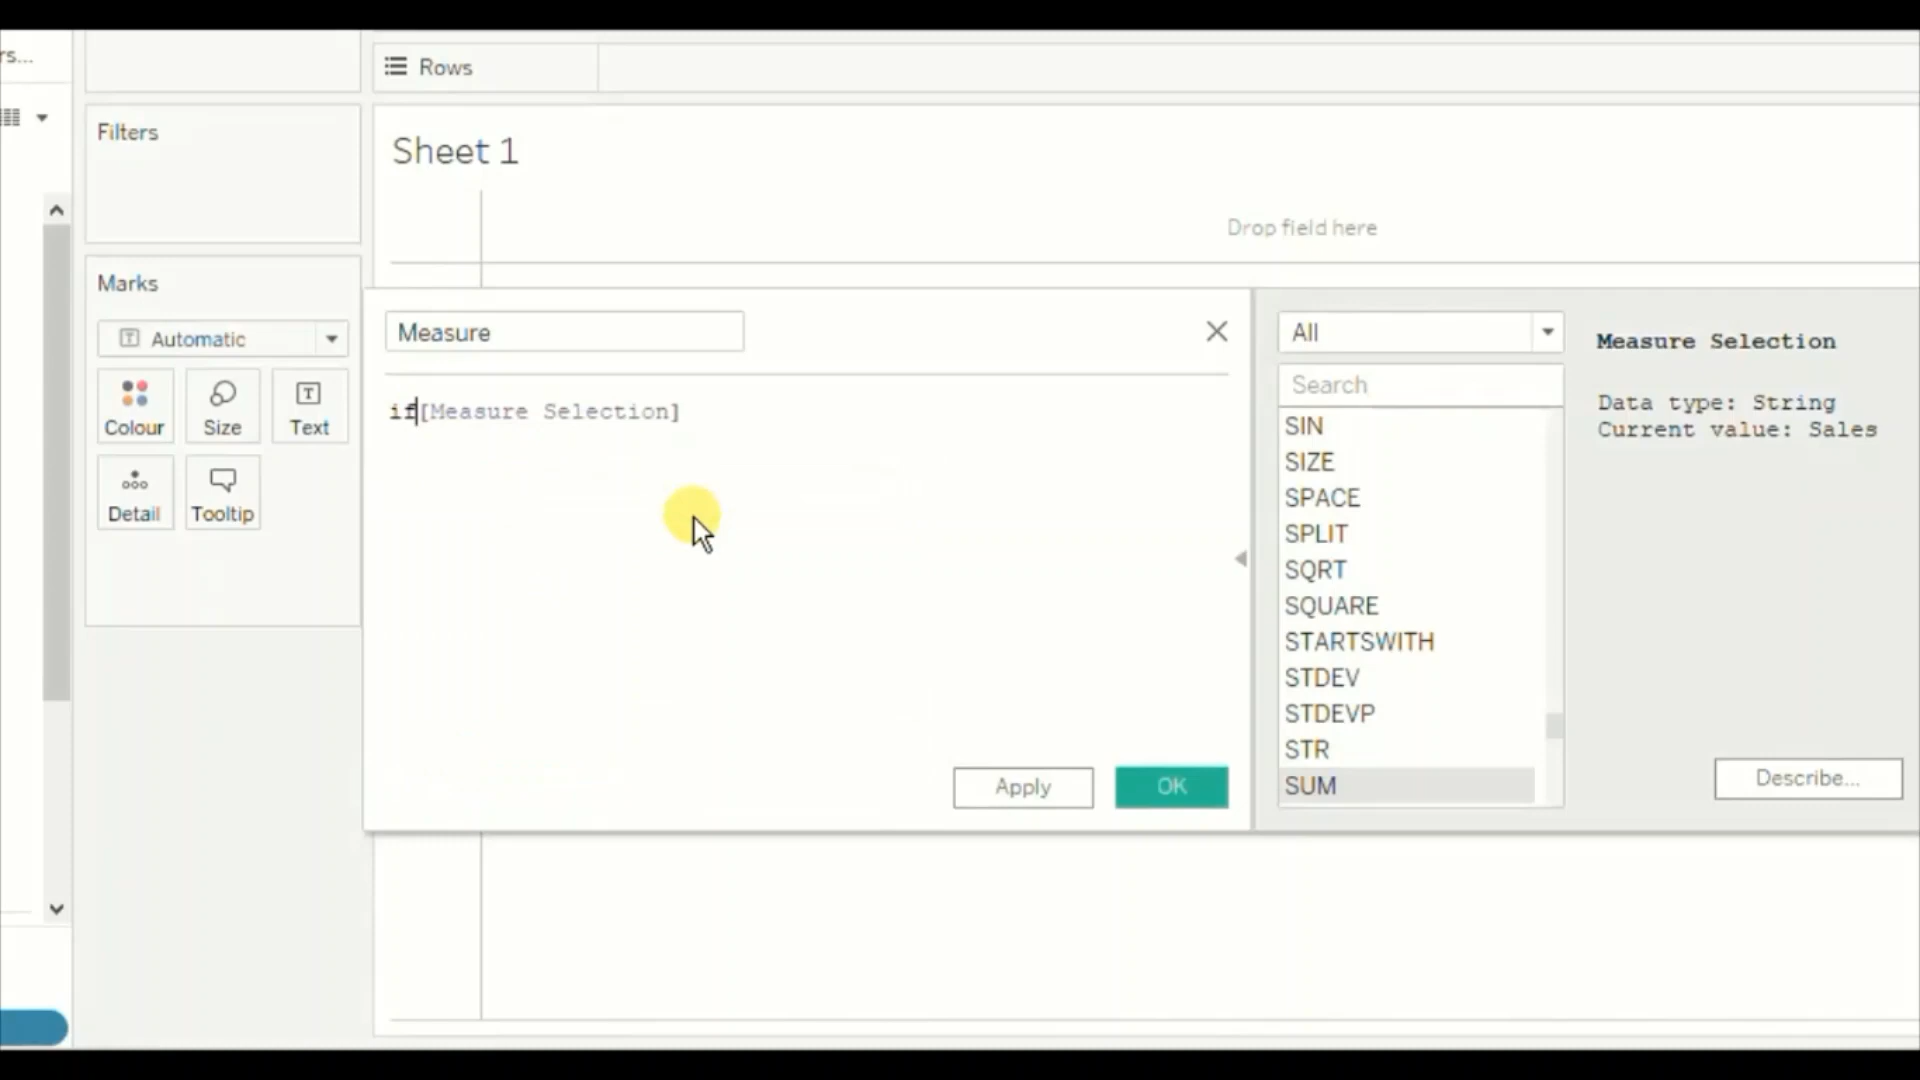 rs...
Rows
Filters
Sheet 1
Drop field here
Marks
Automatic
Colour
Size
Text
Detail
Tooltip
Measure
if[Measure Selection]
Apply
OK
All
Search
SIN
SIZE
SPACE
SPLIT
SQRT
SQUARE
STARTSWITH
STDEV
STDEVP
STR
SUM
Measure Selection
Data type: String
Current value: Sales
Describe...